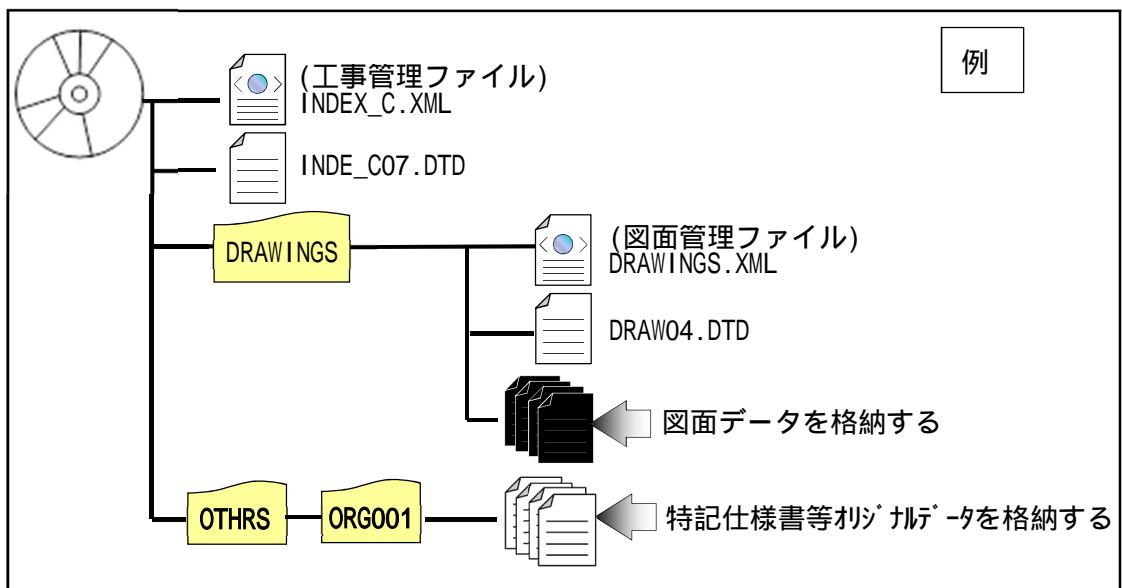 例
(工事管理ファイル)
INDEX_C.XML
INDE_C07.DTD
DRAWINGS
(図面管理ファイル)
DRAWINGS.XML
DRAW04.DTD
図面データを格納する
OTHRS
ORG001
特記仕様書等ｵﾘｼﾞﾅﾙﾃﾞｰﾀを格納する